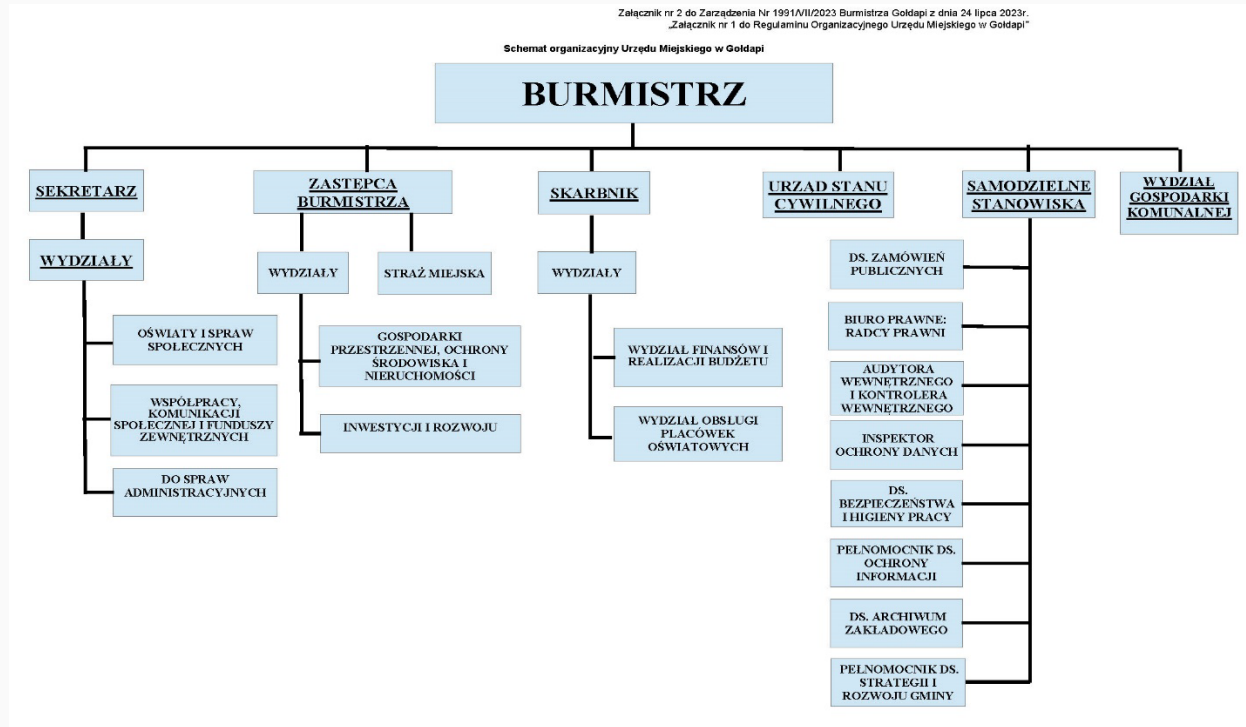 Załącznik nr 2 do Zarządzenia Nr 1991/VII/2023 Burmistrza Gołdapi z dnia 24 lipca 2023r.
„Załącznik nr 1 do Regulaminu Organizacyjnego Urzędu Miejskiego w Gołdapi”
Schemat organizacyjny Urzędu Miejskiego w Gołdapi
BURMISTRZ
SEKRETARZ
WYDZIAŁY
OŚWIATY I SPRAW
SPOŁECZNYCH
WSPÓŁPRACY,
KOMUNIKACJI
SPOŁECZNEJ I FUNDUSZY
ZEWNĘTRZNYCH
DO SPRAW
ADMINISTRACYJNYCH
ZASTĘPCA
BURMISTRZA
WYDZIAŁY
STRAŻ MIEJSKA
GOSPODARKI
PRZESTRZENNEJ, OCHRONY
ŚRODOWISKA I
NIERUCHOMOŚCI
INWESTYCJI I ROZWOJU
SKARBNIK
WYDZIAŁY
WYDZIAŁ FINANSÓW I
REALIZACJI BUDŻETU
WYDZIAŁ OBSŁUGI
PLACÓWEK
OŚWIATOWYCH
URZĄD STANU
CYWILNEGO
SAMODZIELNE
STANOWISKA
DS. ZAMÓWIEŃ
PUBLICZNYCH
BIURO PRAWNE:
RADCY PRAWNI
AUDYTORA
WEWNĘTRZNEGO
I KONTROLERA
WEWNĘTRZNEGO
INSPEKTOR
OCHRONY DANYCH
DS.
BEZPIECZEŃSTWA
I HIGIENY PRACY
PEŁNOMOCNIK DS.
OCHRONY
INFORMACJI
DS. ARCHIWUM
ZAKŁADOWEGO
PEŁNOMOCNIK DS.
STRATEGII I
ROZWOJU GMINY
WYDZIAŁ
GOSPODARKI
KOMUNALNEJ